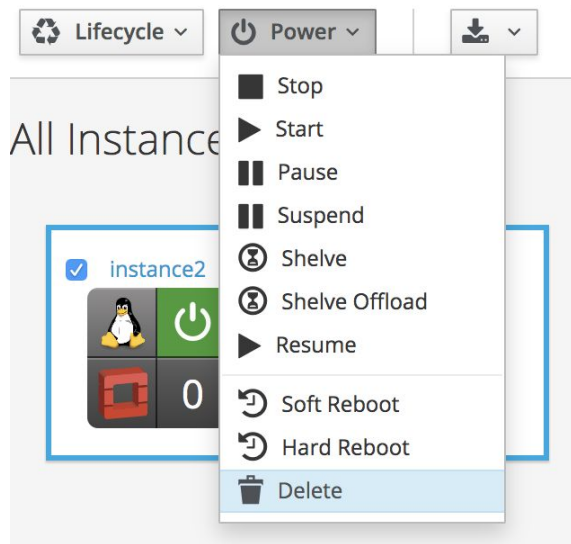 Lifecycle
Power
Stop
Start
All Instance
Pause
Suspend
Shelve
instance2
Shelve Offload
0
Resume
Soft Reboot
Hard Reboot
Delete